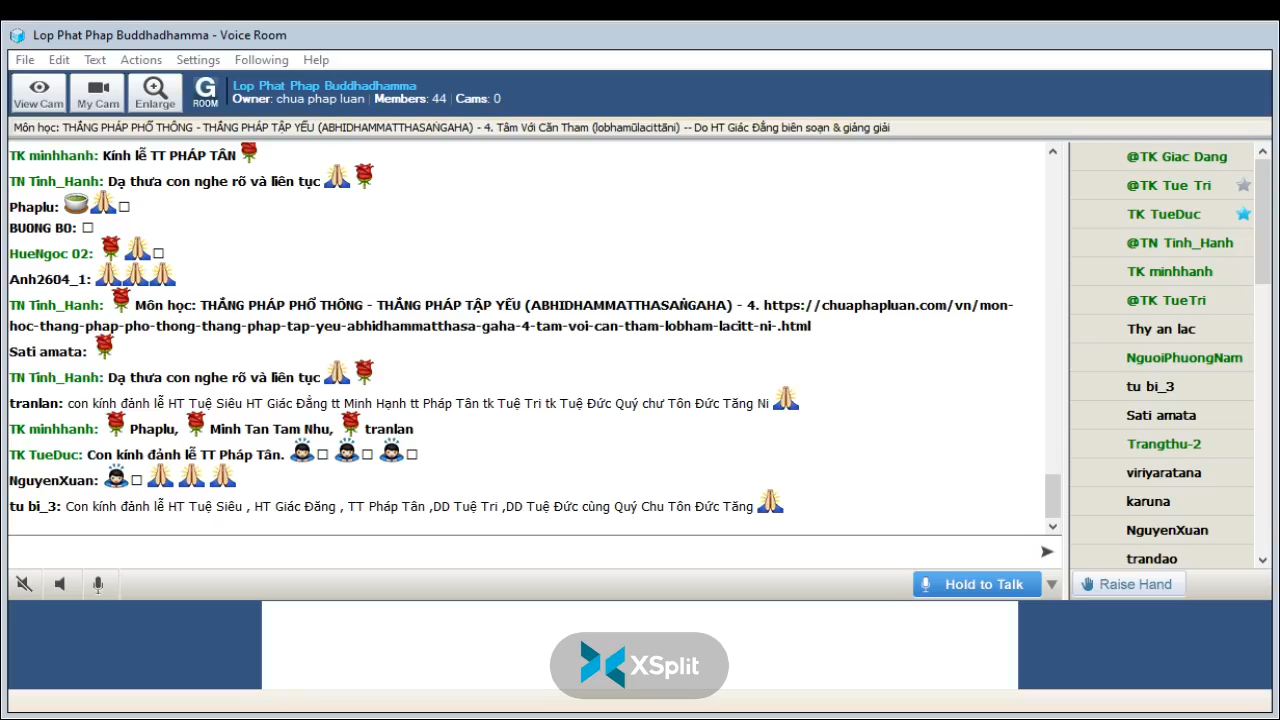 Lop Phat Phap Buddhadhamma - Voice Room
File Edit Text Actions Settings Following Help
View Cam My Cam Enlarge G ROOM
Lop Phat Phap Buddhadhamma
Owner: chua phap luan | Members: 44 | Cams: 0
Môn học: THẮNG PHÁP PHỔ THÔNG - THẮNG PHÁP TẬP YẾU (ABHIDHAMMATTHASAṄGAHA) - 4. Tâm Với Căn Tham (lobhamūlacittāni) -- Do HT Giác Đẳng biên soạn & giảng giải
TK minhhanh: Kính lễ TT PHÁP TÂN
TN Tinh_Hanh: Dạ thưa con nghe rõ và liên tục
Phaplu:
BUONG BO:
HueNgoc 02:
Anh2604_1:
TN Tinh_Hanh: Môn học: THẮNG PHÁP PHỔ THÔNG - THẮNG PHÁP TẬP YẾU (ABHIDHAMMATTHASAṄGAHA) - 4. https://chuaphapluan.com/vn/mon-
hoc-thang-phap-pho-thong-thang-phap-tap-yeu-abhidhammatthasa-gaha-4-tam-voi-can-tham-lobham-lacitt-ni-.html
Sati amata:
TN Tinh_Hanh: Dạ thưa con nghe rõ và liên tục
tranlan: con kính đảnh lễ HT Tuệ Siêu HT Giác Đẳng tt Minh Hạnh tt Pháp Tân tk Tuệ Tri tk Tuệ Đức Quý chư Tôn Đức Tăng Ni
TK minhhanh: Phaplu, Minh Tan Tam Nhu, tranlan
TK TueDuc: Con kính đảnh lễ TT Pháp Tân.
NguyenXuan:
tu bi_3: Con kính đảnh lễ HT Tuệ Siêu , HT Giác Đăng , TT Pháp Tân ,DD Tuệ Tri ,DD Tuệ Đức cùng Quý Chu Tôn Đức Tăng
@TK Giac Dang
@TK Tue Tri
TK TueDuc
@TN Tinh_Hanh
TK minhhanh
@TK TueTri
Thy an lac
NguoiPhuongNam
tu bi_3
Sati amata
Trangthu-2
viriyaratana
karuna
NguyenXuan
trandao
Hold to Talk
Raise Hand
XSplit